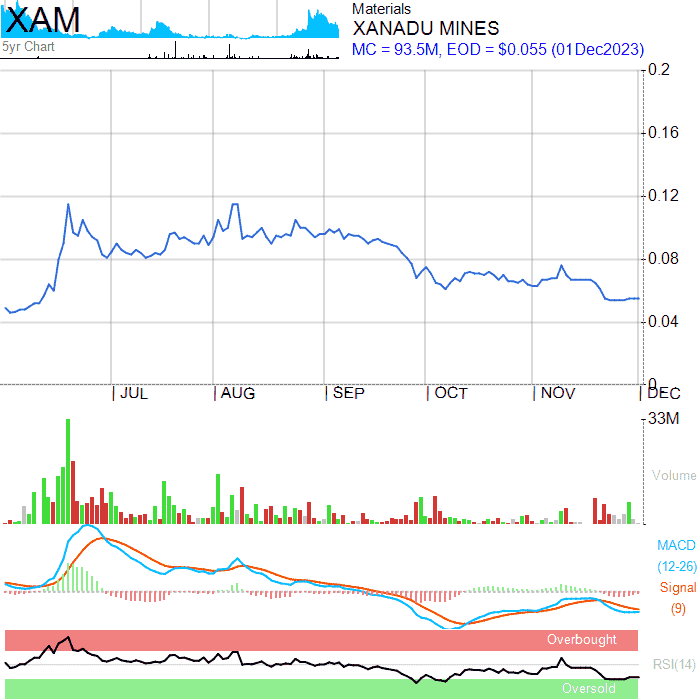 XAM
5yr Chart
Materials
XANADU MINES
MC = 93.5M, EOD = $0.055 (01Dec2023)
0.2
0.16
0.12
0.08
0.04
0
JUL AUG SEP OCT NOV DEC
33M
Volume
MACD
(12-26)
Signal
(9)
Overbought
RSI(14)
Oversold